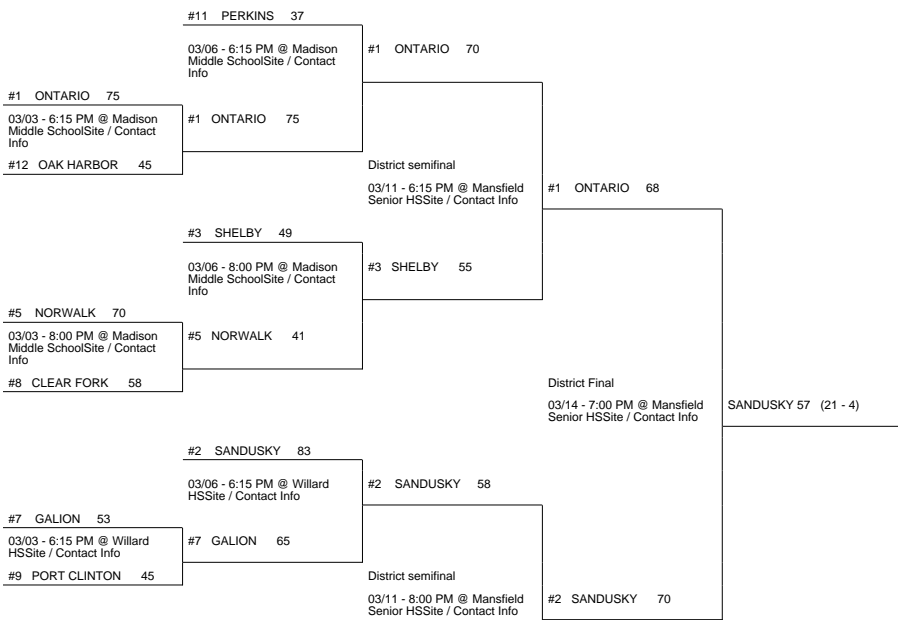 #11 PERKINS 37
03/06 - 6:15 PM @ Madison
Middle SchoolSite / Contact
Info
#1 ONTARIO 70
#1 ONTARIO 75
03/03 - 6:15 PM @ Madison
Middle SchoolSite / Contact
Info
#12 OAK HARBOR 45
#1 ONTARIO 75
District semifinal
03/11 - 6:15 PM @ Mansfield
Senior HSSite / Contact Info
#1 ONTARIO 68
#3 SHELBY 49
03/06 - 8:00 PM @ Madison
Middle SchoolSite / Contact
Info
#3 SHELBY 55
#5 NORWALK 70
03/03 - 8:00 PM @ Madison
Middle SchoolSite / Contact
Info
#8 CLEAR FORK 58
#5 NORWALK 41
District Final
03/14 - 7:00 PM @ Mansfield
Senior HSSite / Contact Info
SANDUSKY 57 (21 - 4)
#2 SANDUSKY 83
03/06 - 6:15 PM @ Willard
HSSite / Contact Info
#2 SANDUSKY 58
#7 GALION 53
03/03 - 6:15 PM @ Willard
HSSite / Contact Info
#9 PORT CLINTON 45
#7 GALION 65
District semifinal
03/11 - 8:00 PM @ Mansfield
Senior HSSite / Contact Info
#2 SANDUSKY 70